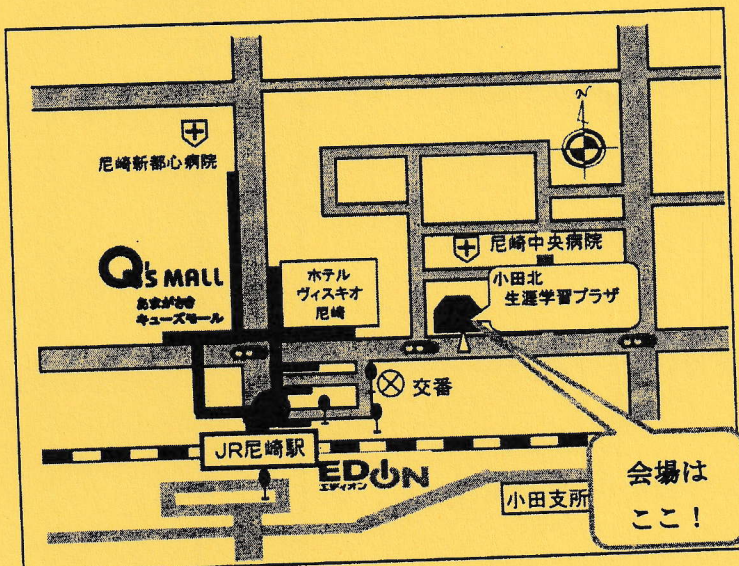 N
尼崎新都心病院
Q's MALL
あまがさき
キューズモール
ホテル
ヴィスキオ
尼崎
尼崎中央病院
小田北
生涯学習プラザ
交番
JR尼崎駅
EDION
エディオン
小田支所
会場は
ここ！